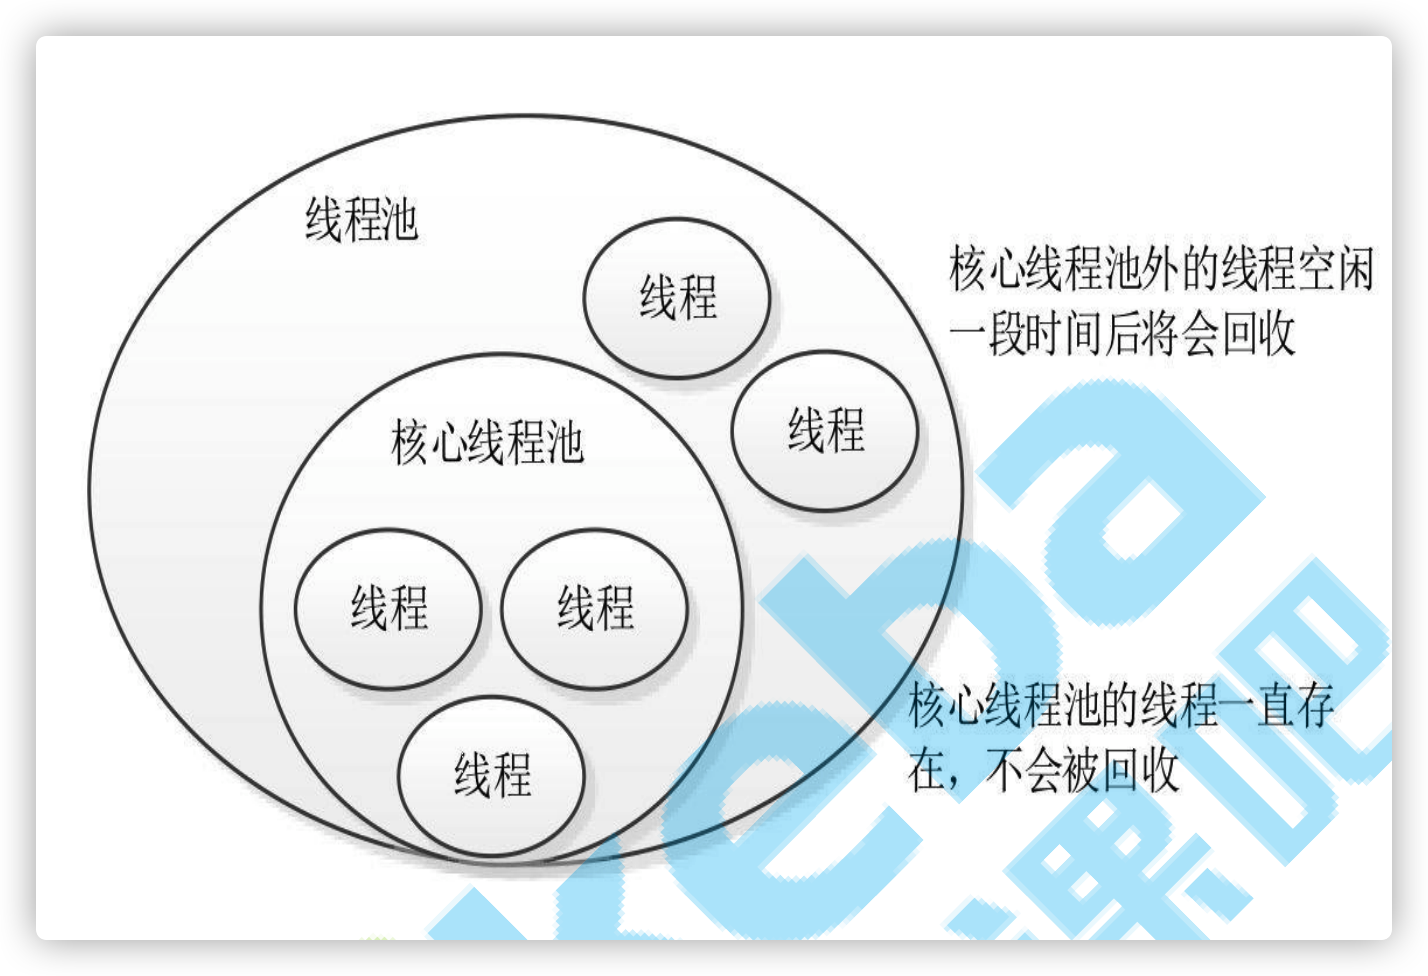 线程池
线程
核心线程池外的线程空闲
一段时间后将会回收
线程
核心线程池
线程
线程
核心线程池的线程一直存
在，不会被回收
线程
keba
课吧